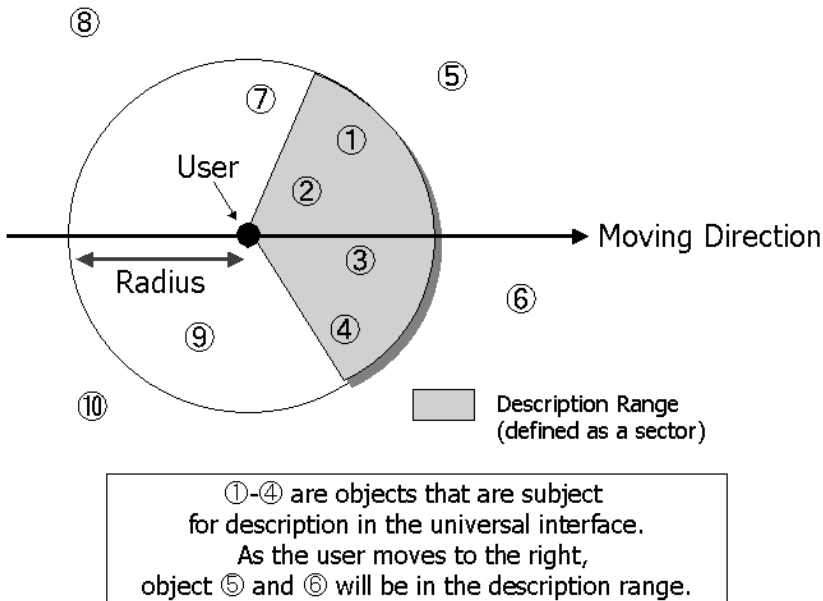 ⑧
⑤
⑦
①
User
②
Moving Direction
③
Radius
⑥
④
⑨
⑩
Description Range
(defined as a sector)
①-④ are objects that are subject
for description in the universal interface.
As the user moves to the right,
object ⑤ and ⑥ will be in the description range.